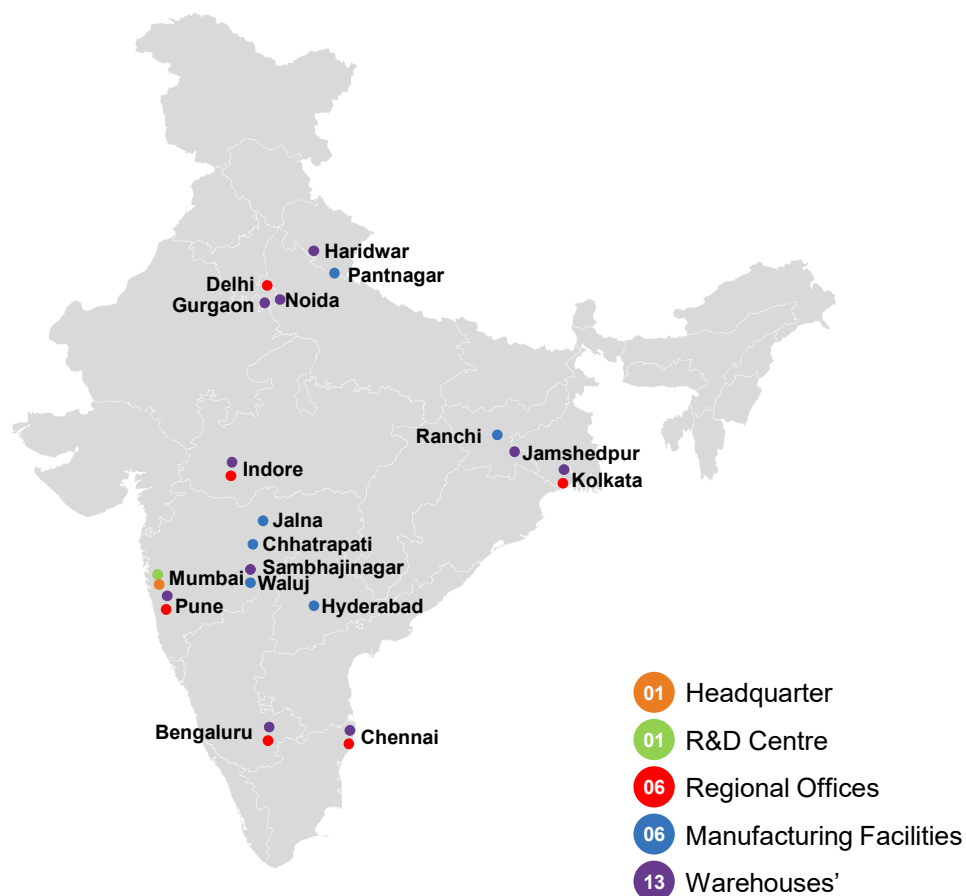 Haridwar
Pantnagar
Delhi
Gurgaon
Noida
Ranchi
Jamshedpur
Kolkata
Indore
Jalna
Chhatrapati
Sambhajinagar
Mumbai
Waluj
Pune
Hyderabad
Bengaluru
Chennai
01 Headquarter
01 R&D Centre
06 Regional Offices
06 Manufacturing Facilities
13 Warehouses’